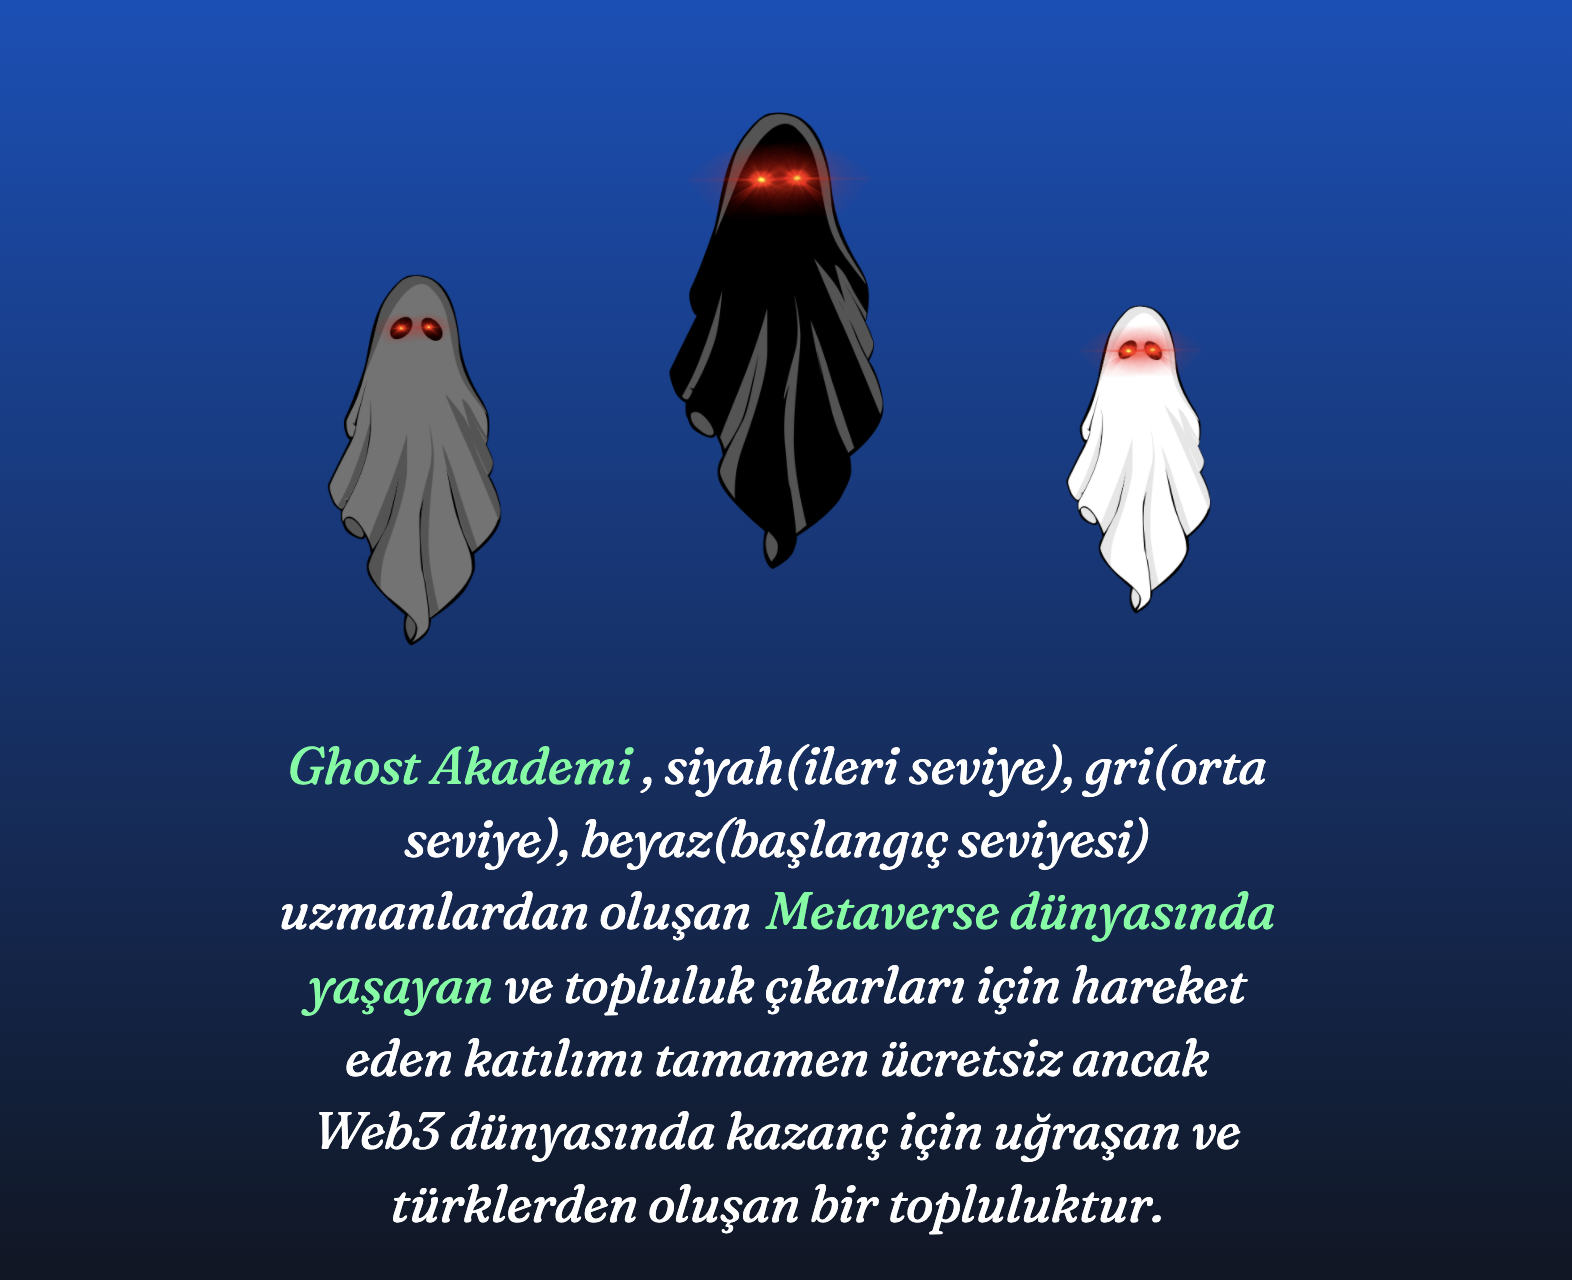 Ghost Akademi , siyah(ileri seviye), gri(orta
seviye), beyaz(başlangıç seviyesi)
uzmanlardan oluşan Metaverse dünyasında
yaşayan ve topluluk çıkarları için hareket
eden katılımı tamamen ücretsiz ancak
Web3 dünyasında kazanç için uğraşan ve
türklerden oluşan bir topluluktur.